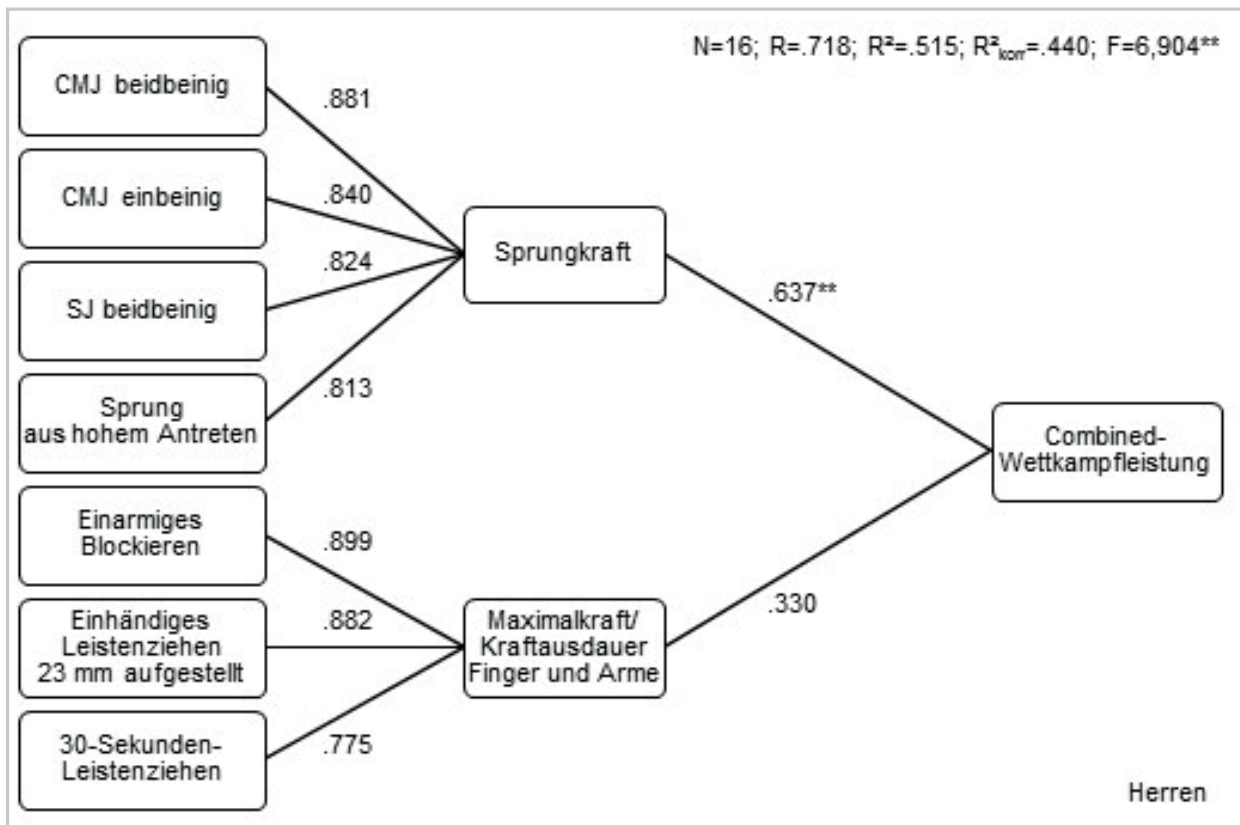 N=16; R=.718; R²=.515; R²korr=.440; F=6,904**
CMJ beidbeinig
.881
CMJ einbeinig
.840
SJ beidbeinig
.824
Sprung
aus hohem Antreten
.813
Sprungkraft
.637**
Einarmiges
Blockieren
.899
Einhändiges
Leistenziehen
23 mm aufgestellt
.882
30-Sekunden-
Leistenziehen
.775
Maximalkraft/
Kraftausdauer
Finger und Arme
.330
Combined-
Wettkampfleistung
Herren